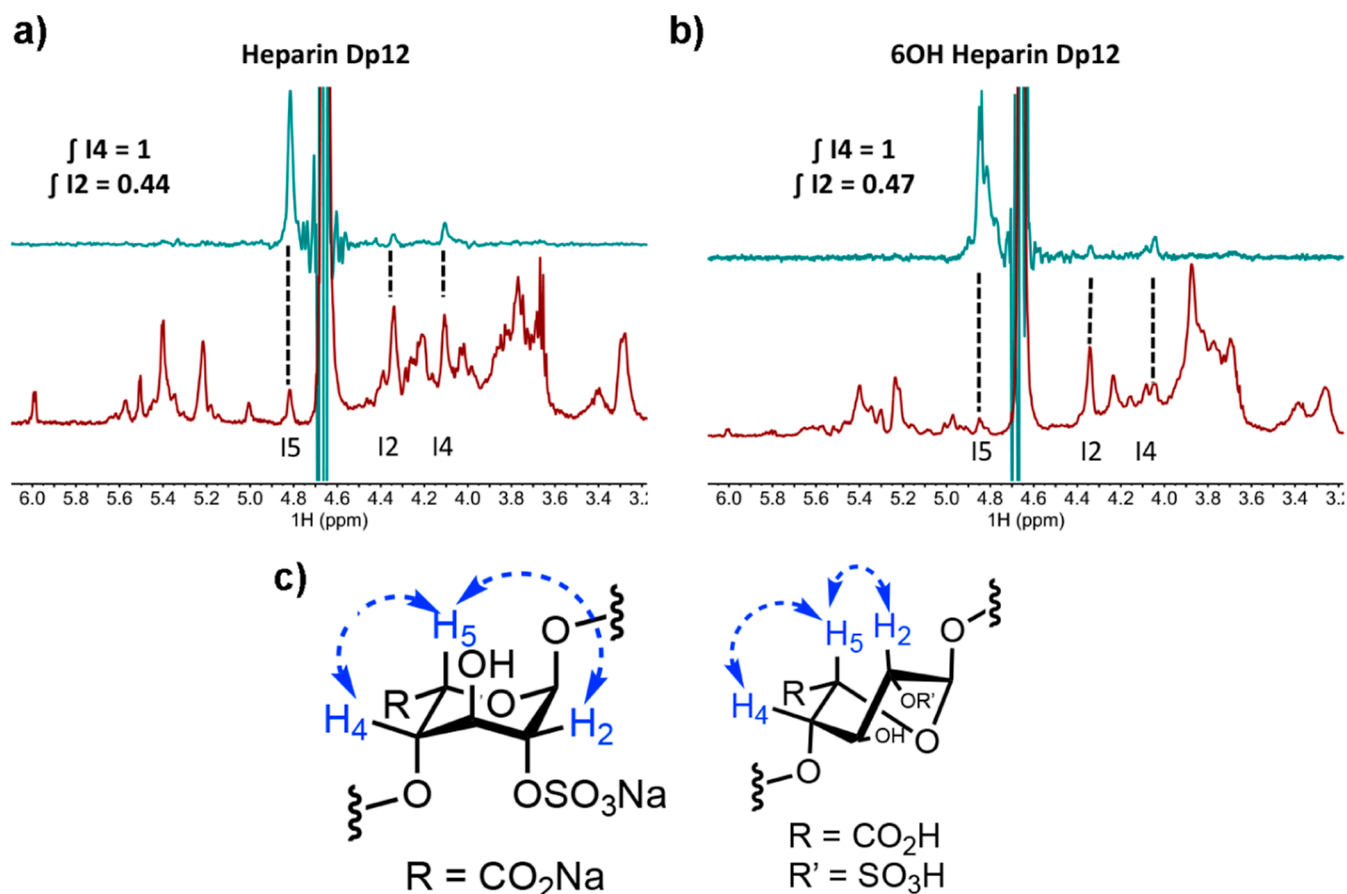 a)
Heparin Dp12
∫ I4 = 1
∫ I2 = 0.44
I5
I2
I4
6.0 5.8 5.6 5.4 5.2 5.0 4.8 4.6 4.4 4.2 4.0 3.8 3.6 3.4 3.2
1H (ppm)
b)
6OH Heparin Dp12
∫ I4 = 1
∫ I2 = 0.47
I5
I2
I4
6.0 5.8 5.6 5.4 5.2 5.0 4.8 4.6 4.4 4.2 4.0 3.8 3.6 3.4 3.2
1H (ppm)
c)
H5
OH
O
R
O
H4
H2
O
OSO3Na
R = CO2Na
H5
H2
O
R
OR'
H4
OH
O
O
R = CO2H
R' = SO3H